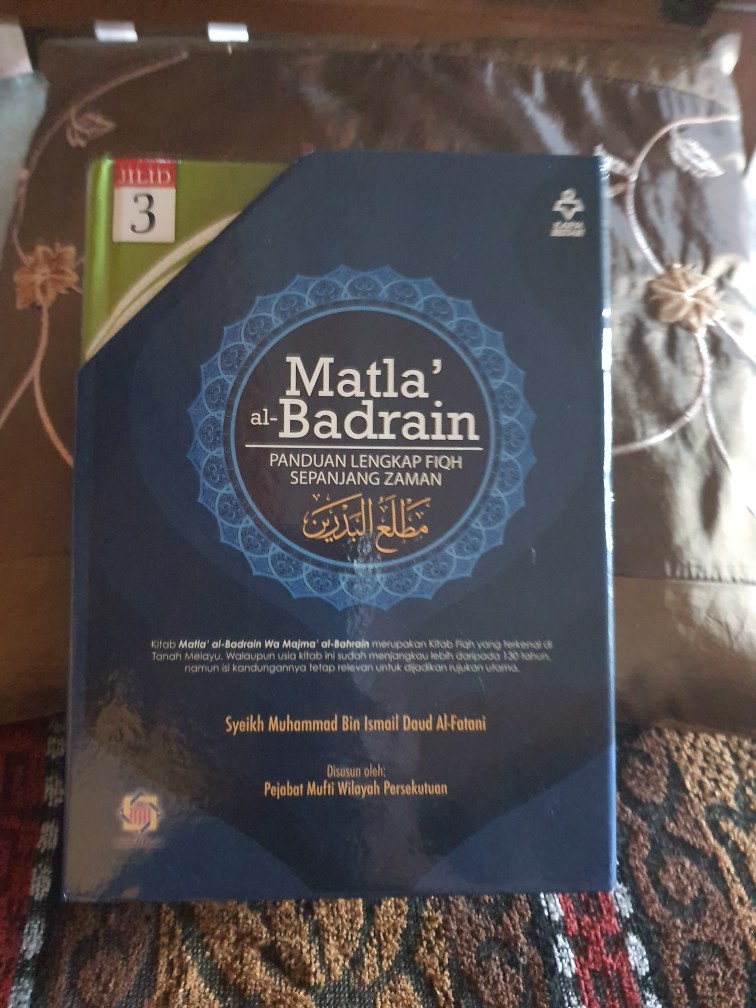 JILID
3
Matla'
al-Badrain
PANDUAN LENGKAP FIQH
SEPANJANG ZAMAN
مَطْلَعُ الْبَدْرَيْنِ
Kitab Matla' al-Badrain Wa Majma' al-Bahrain merupakan Kitab Fiqh yang terkenal di
Tanah Melayu. Walaupun usia kitab ini sudah menjangkau lebih daripada 130 tahun,
namun isi kandungannya tetap relevan untuk dijadikan rujukan utama.
Syeikh Muhammad Bin Ismail Daud Al-Fatani
Disusun oleh:
Pejabat Mufti Wilayah Persekutuan